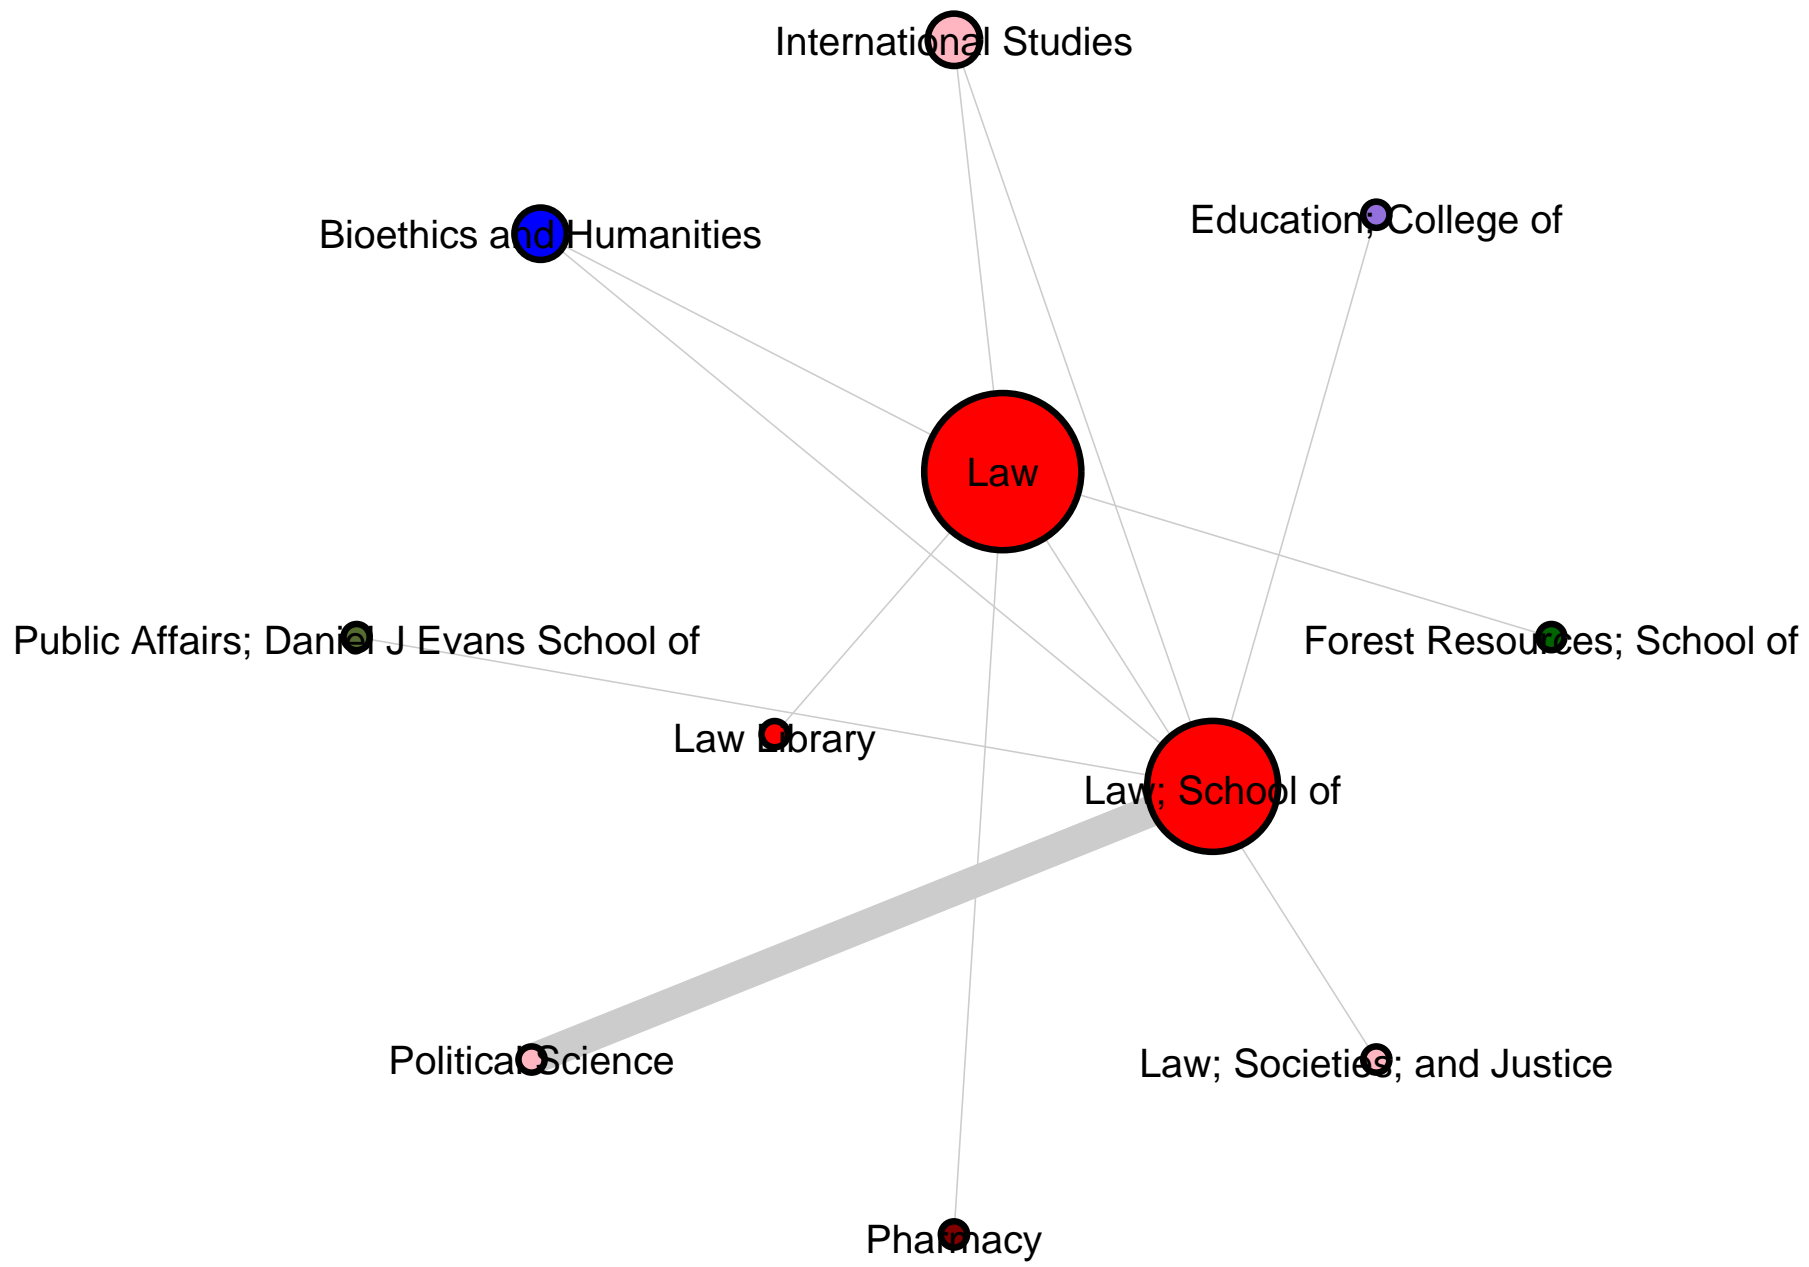 International Studies
Education; College of
Bioethics and Humanities
Law
Public Affairs; Daniel J Evans School of
Forest Resources; School of
Law Library
Law; School of
Political Science
Law; Societies; and Justice
Pharmacy